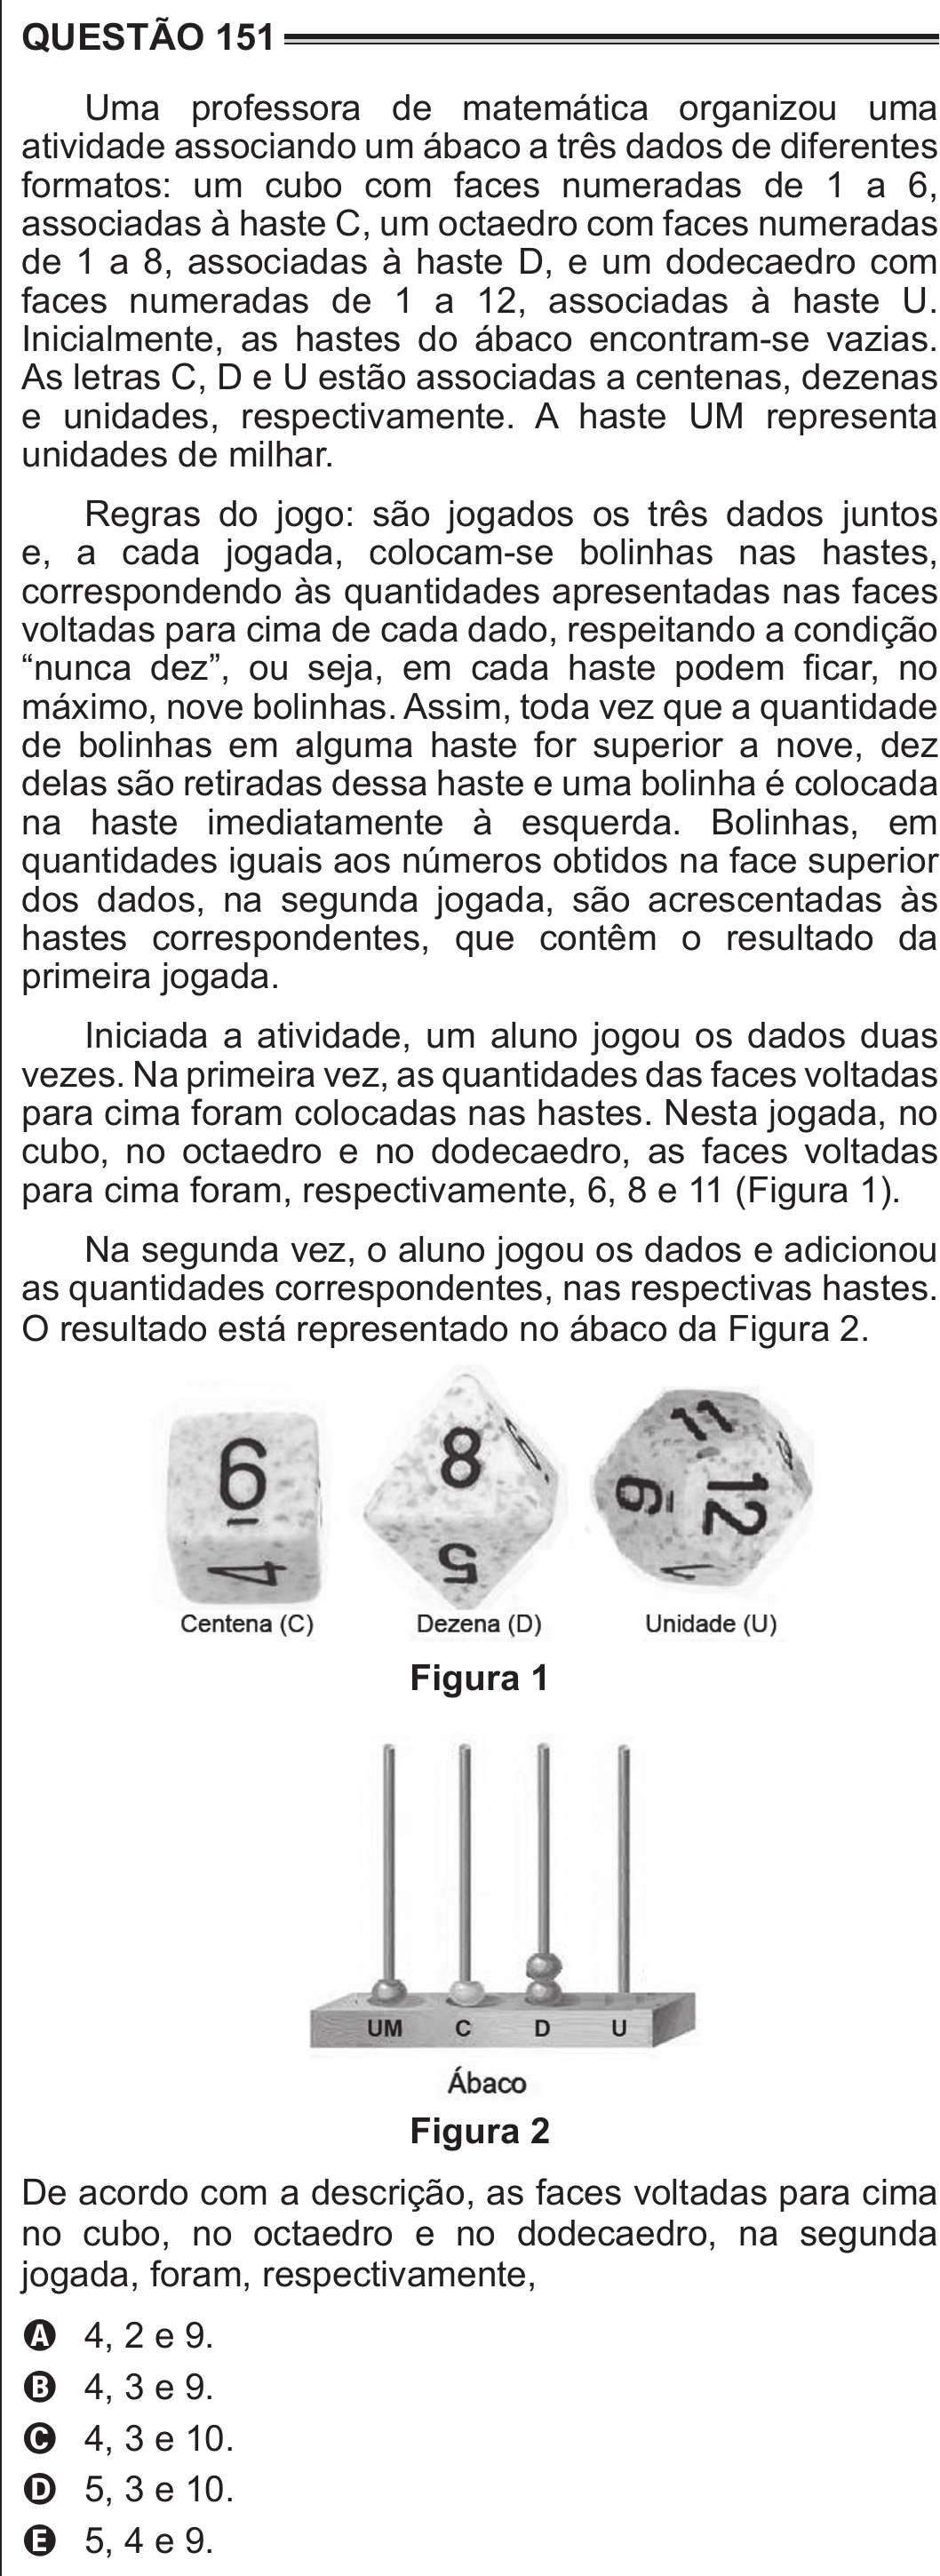 QUESTÃO 151
Uma professora de matemática organizou uma
atividade associando um ábaco a três dados de diferentes
formatos: um cubo com faces numeradas de 1 a 6,
associadas à haste C, um octaedro com faces numeradas
de 1 a 8, associadas à haste D, e um dodecaedro com
faces numeradas de 1 a 12, associadas à haste U.
Inicialmente, as hastes do ábaco encontram-se vazias.
As letras C, D e U estão associadas a centenas, dezenas
e unidades, respectivamente. A haste UM representa
unidades de milhar.
Regras do jogo: são jogados os três dados juntos
e, a cada jogada, colocam-se bolinhas nas hastes,
correspondendo às quantidades apresentadas nas faces
voltadas para cima de cada dado, respeitando a condição
“nunca dez”, ou seja, em cada haste podem ficar, no
máximo, nove bolinhas. Assim, toda vez que a quantidade
de bolinhas em alguma haste for superior a nove, dez
delas são retiradas dessa haste e uma bolinha é colocada
na haste imediatamente à esquerda. Bolinhas, em
quantidades iguais aos números obtidos na face superior
dos dados, na segunda jogada, são acrescentadas às
hastes correspondentes, que contêm o resultado da
primeira jogada.
Iniciada a atividade, um aluno jogou os dados duas
vezes. Na primeira vez, as quantidades das faces voltadas
para cima foram colocadas nas hastes. Nesta jogada, no
cubo, no octaedro e no dodecaedro, as faces voltadas
para cima foram, respectivamente, 6, 8 e 11 (Figura 1).
Na segunda vez, o aluno jogou os dados e adicionou
as quantidades correspondentes, nas respectivas hastes.
O resultado está representado no ábaco da Figura 2.
6 8 11
6 12
4 5
Centena (C) Dezena (D) Unidade (U)
Figura 1
UM C D U
Ábaco
Figura 2
De acordo com a descrição, as faces voltadas para cima
no cubo, no octaedro e no dodecaedro, na segunda
jogada, foram, respectivamente,
A 4, 2 e 9.
B 4, 3 e 9.
C 4, 3 e 10.
D 5, 3 e 10.
E 5, 4 e 9.